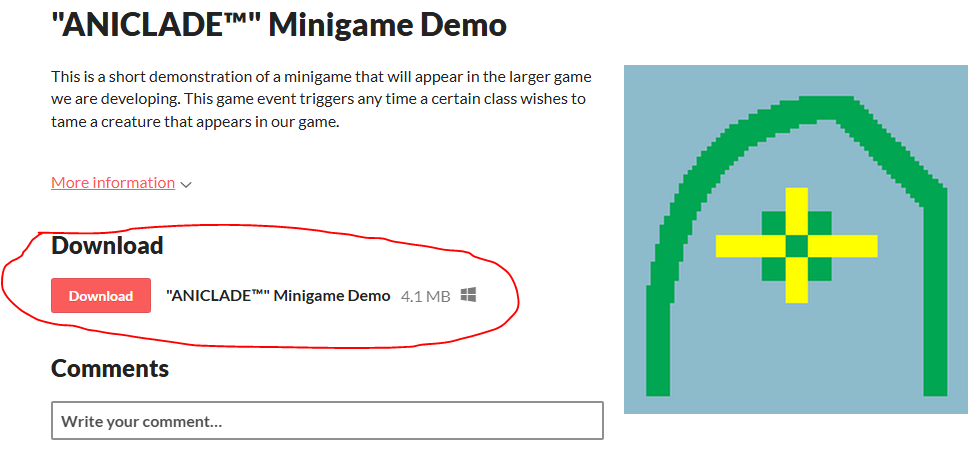 "ANICLADE™" Minigame Demo
This is a short demonstration of a minigame that will appear in the larger game
we are developing. This game event triggers any time a certain class wishes to
tame a creature that appears in our game.
More information
Download
Download "ANICLADE™" Minigame Demo 4.1 MB
Comments
Write your comment...